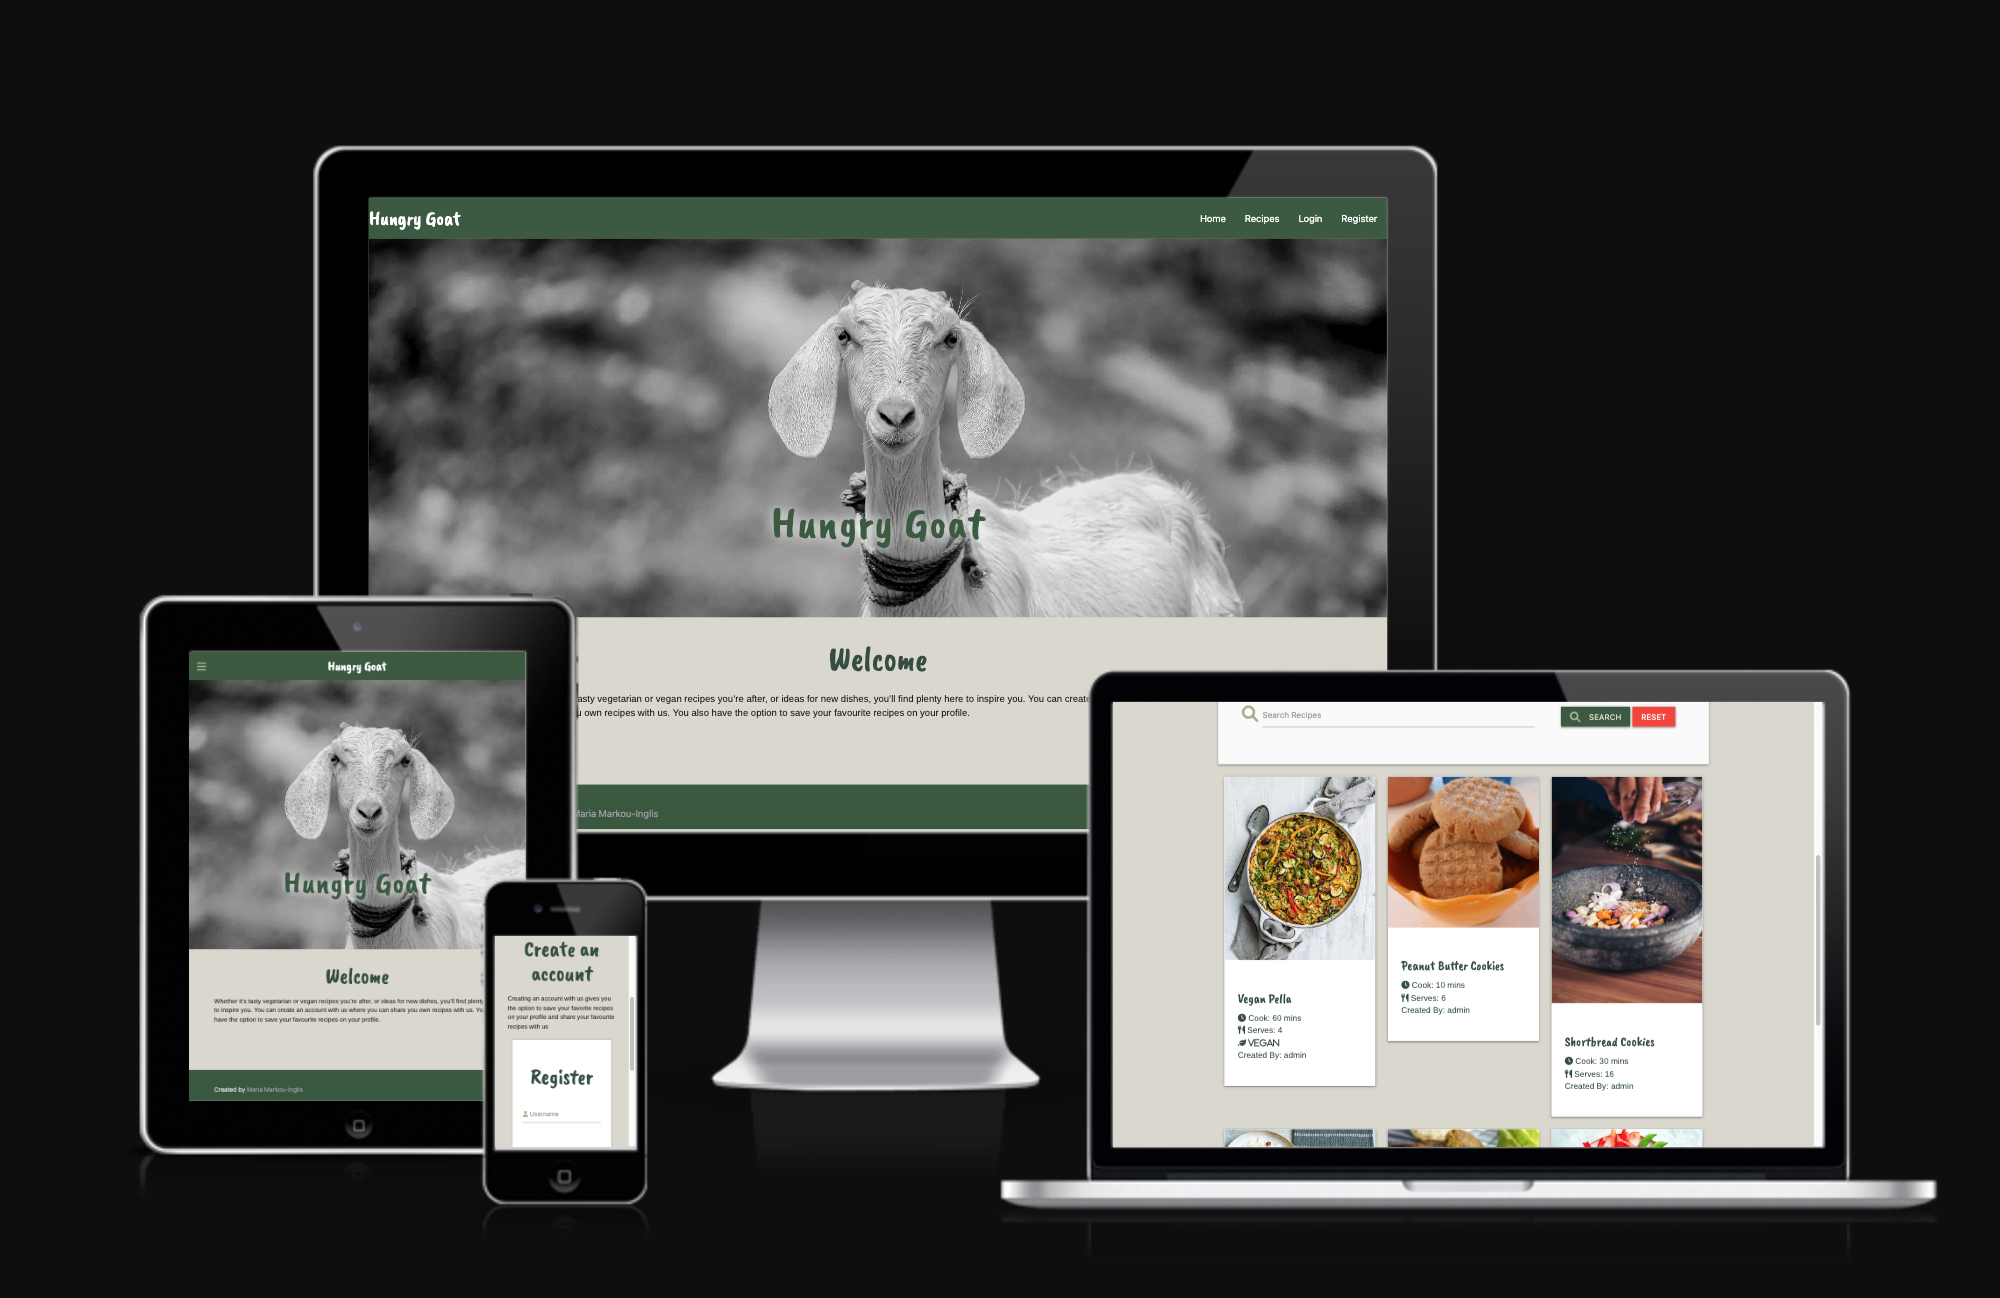 Hungry Goat
Home Recipes Login Register
Hungry Goat
Welcome
asty vegetarian or vegan recipes you're after, or ideas for new dishes, you'll find plenty here to inspire you. You can create
own recipes with us. You also have the option to save your favourite recipes on your profile.
Maria Markou-Inglis
Hungry Goat
Hungry Goat
Welcome
Whether it's tasty vegetarian or vegan recipes you're after, or ideas for new dishes, you'll find plenty
to inspire you. You can create an account with us where you can share you own recipes with us. Yo
have the option to save your favourite recipes on your profile.
Created by Maria Markou-Inglis
Create an
account
Creating an account with us gives you
the option to save your favorite recipes
on your profile and share your favourite
recipes with us
Register
Username
Search Recipes
SEARCH RESET
Vegan Pella
Cook: 60 mins
Serves: 4
VEGAN
Created By: admin
Peanut Butter Cookies
Cook: 10 mins
Serves: 6
Created By: admin
Shortbread Cookies
Cook: 30 mins
Serves: 16
Created By: admin